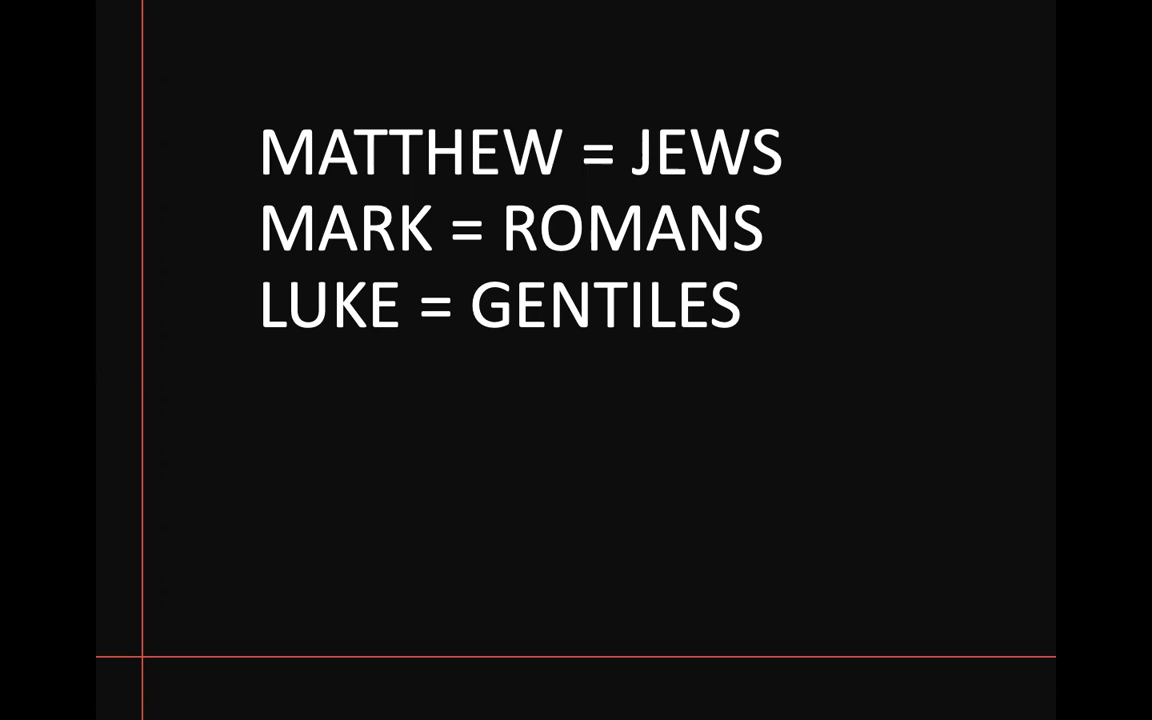 MATTHEW = JEWS
MARK = ROMANS
LUKE = GENTILES